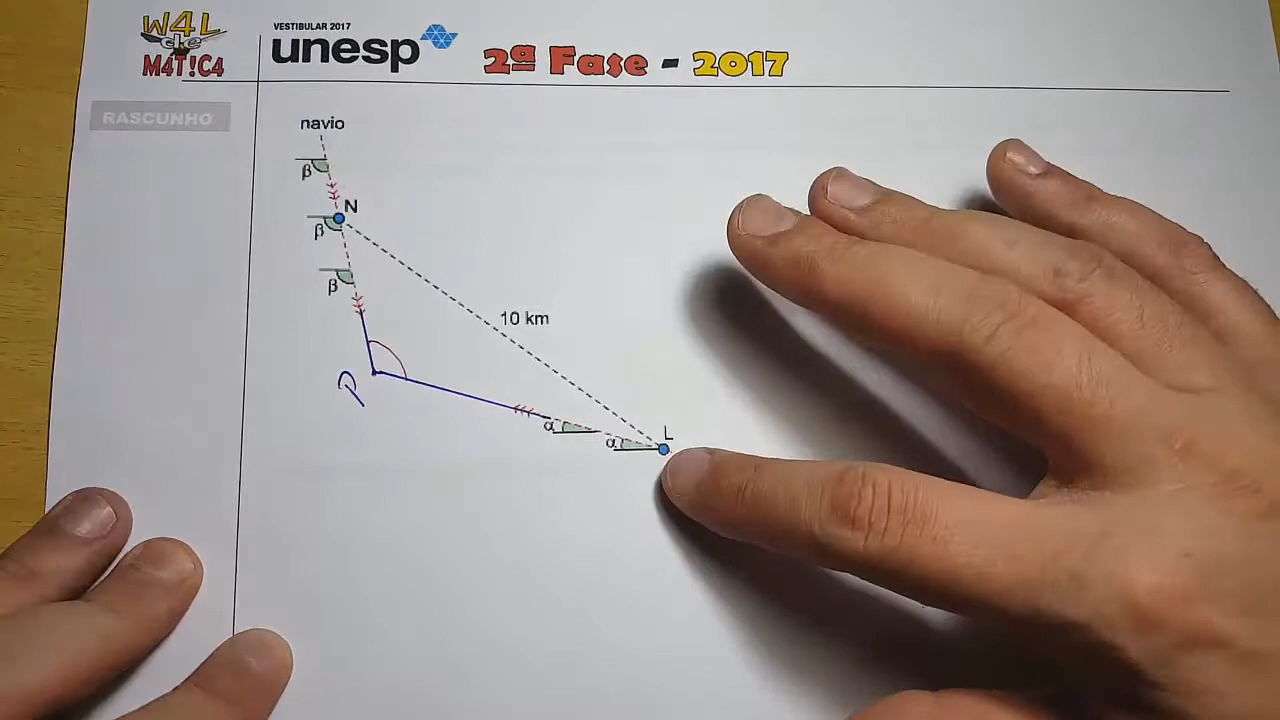 W4L
de
M4T!C4
VESTIBULAR 2017
unesp
2ª Fase - 2017
RASCUNHO
navio
β
N
β
β
10 km
P
α
α
L